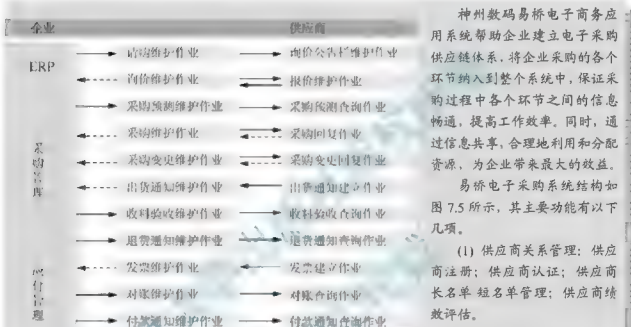 企业 供应商
ERP
请购维护作业 询价公告栏维护作业
询价维护作业 报价维护作业
采购预测维护作业 采购预测查询作业
采购维护作业 采购回复作业
采购管理
采购变更维护作业 采购变更回复作业
出货通知维护作业 出货通知建立作业
收料验收维护作业 收料验收查询作业
退货通知维护作业 退货通知查询作业
应付管理
发票维护作业 发票建立作业
对账维护作业 对账查询作业
付款通知维护作业 付款通知查询作业
神州数码易桥电子商务应
用系统帮助企业建立电子采购
供应链体系，将企业采购的各个
环节纳入到整个系统中，保证采
购过程中各个环节之间的信息
畅通，提高工作效率。同时，通
过信息共享，合理地利用和分配
资源，为企业带来最大的效益。
易侨电子采购系统结构如
图 7.5 所示，其主要功能有以下
几项。
(1) 供应商关系管理；供应
商注册；供应商认证；供应商
长名单 短名单管理；供应商绩
效评估。